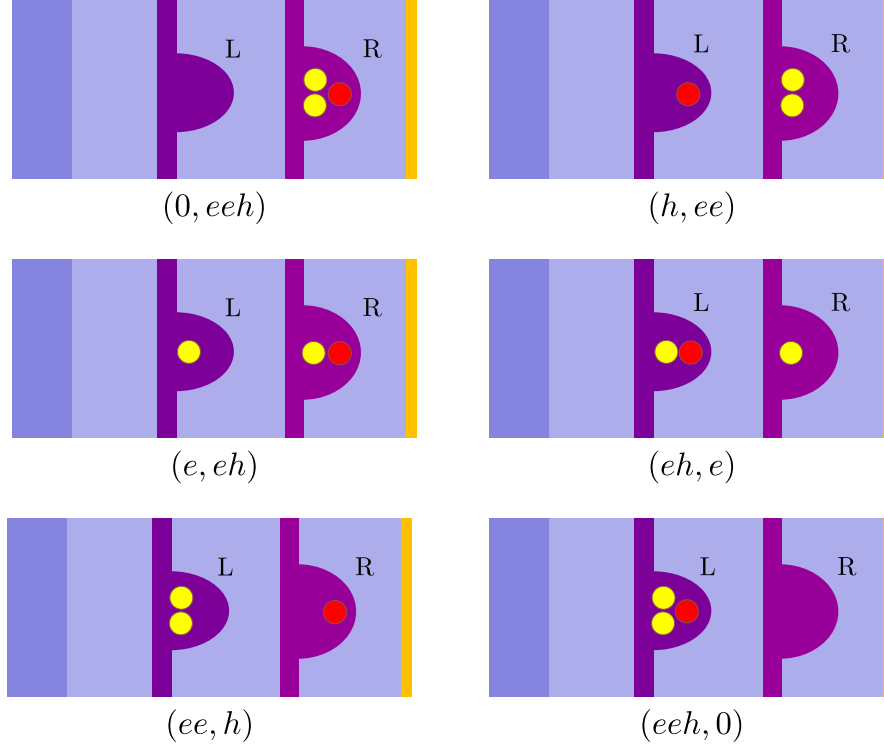 L R L R
(0, eeh) (h, ee)
L R L R
(e, eh) (eh, e)
L R L R
(ee, h) (eeh, 0)